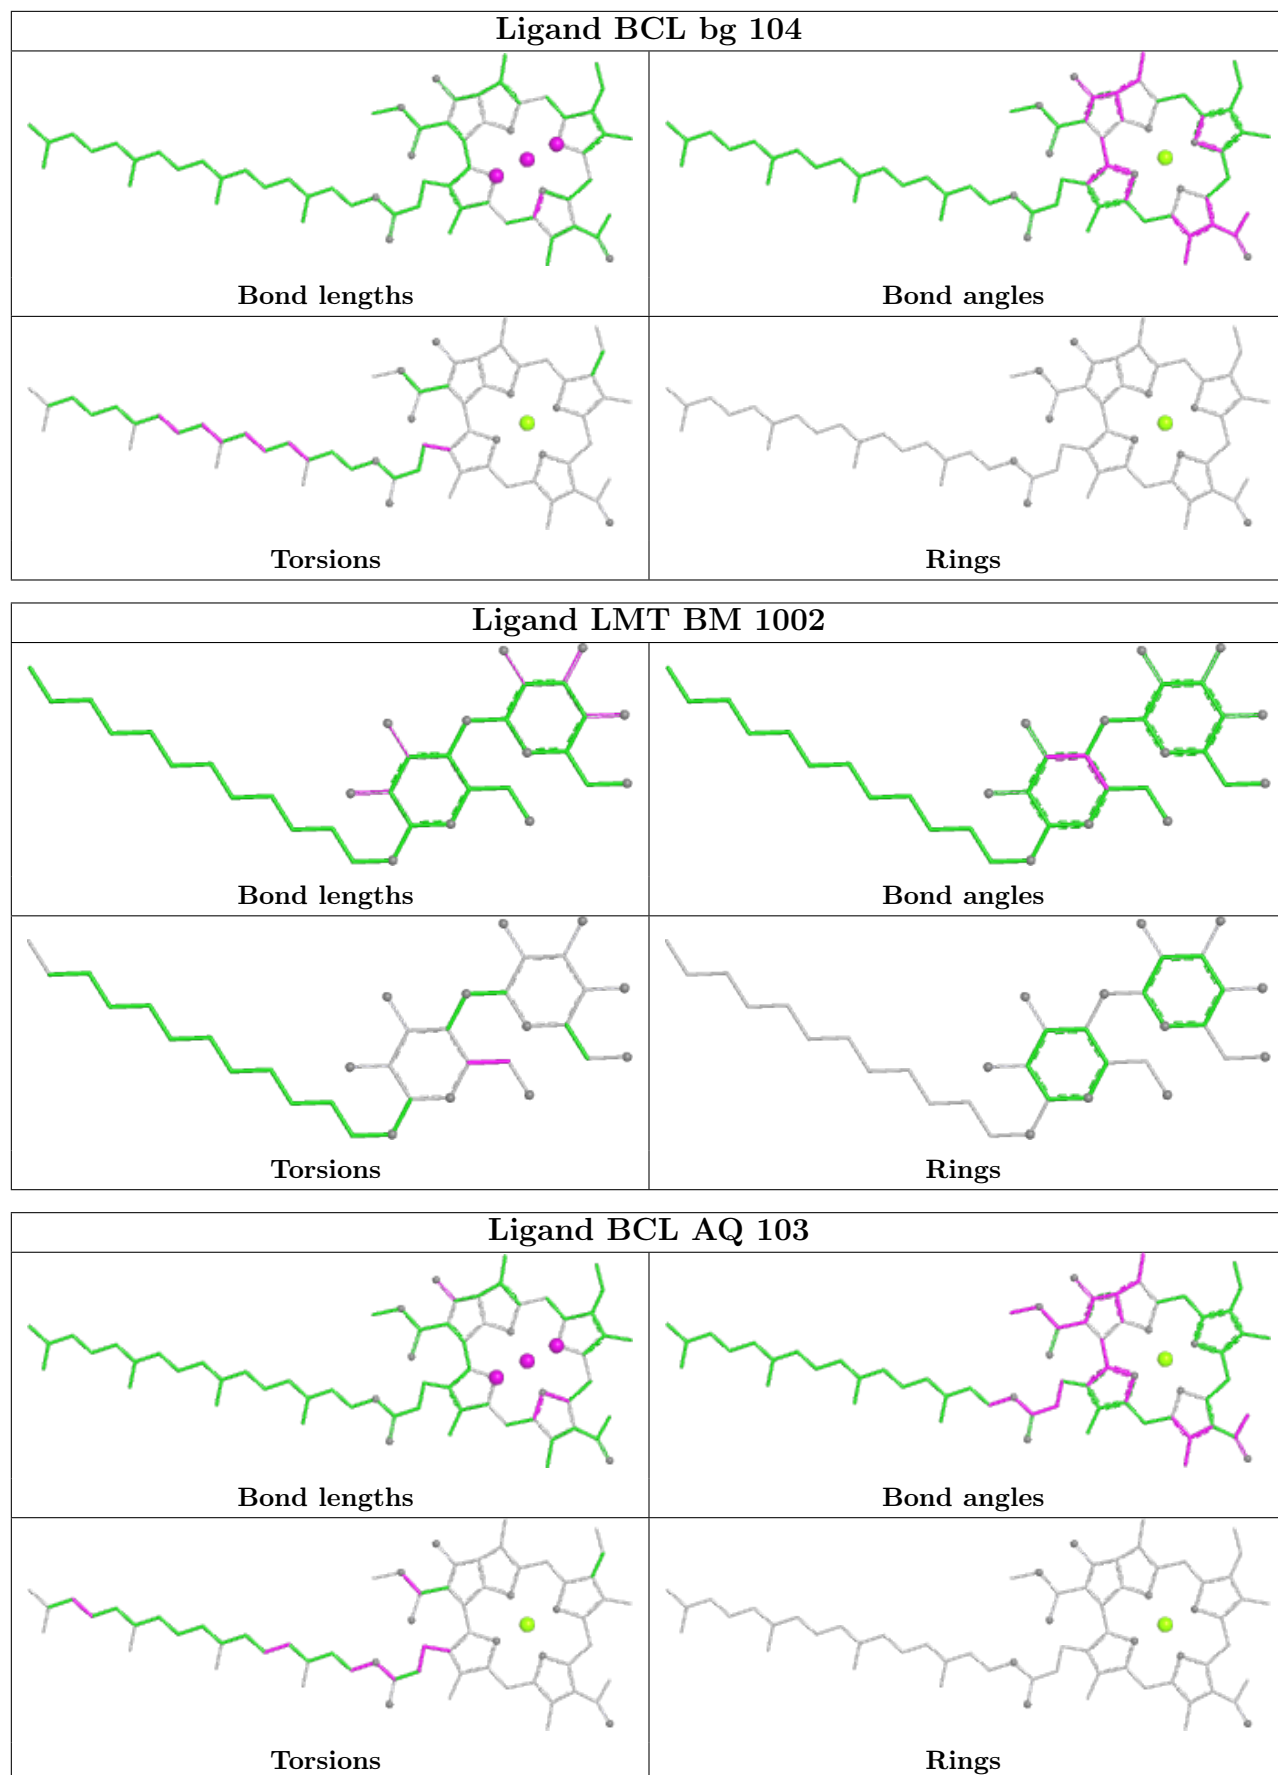 Ligand BCL bg 104
Bond lengths
Bond angles
Torsions
Rings
Ligand LMT BM 1002
Bond lengths
Bond angles
Torsions
Rings
Ligand BCL AQ 103
Bond lengths
Bond angles
Torsions
Rings